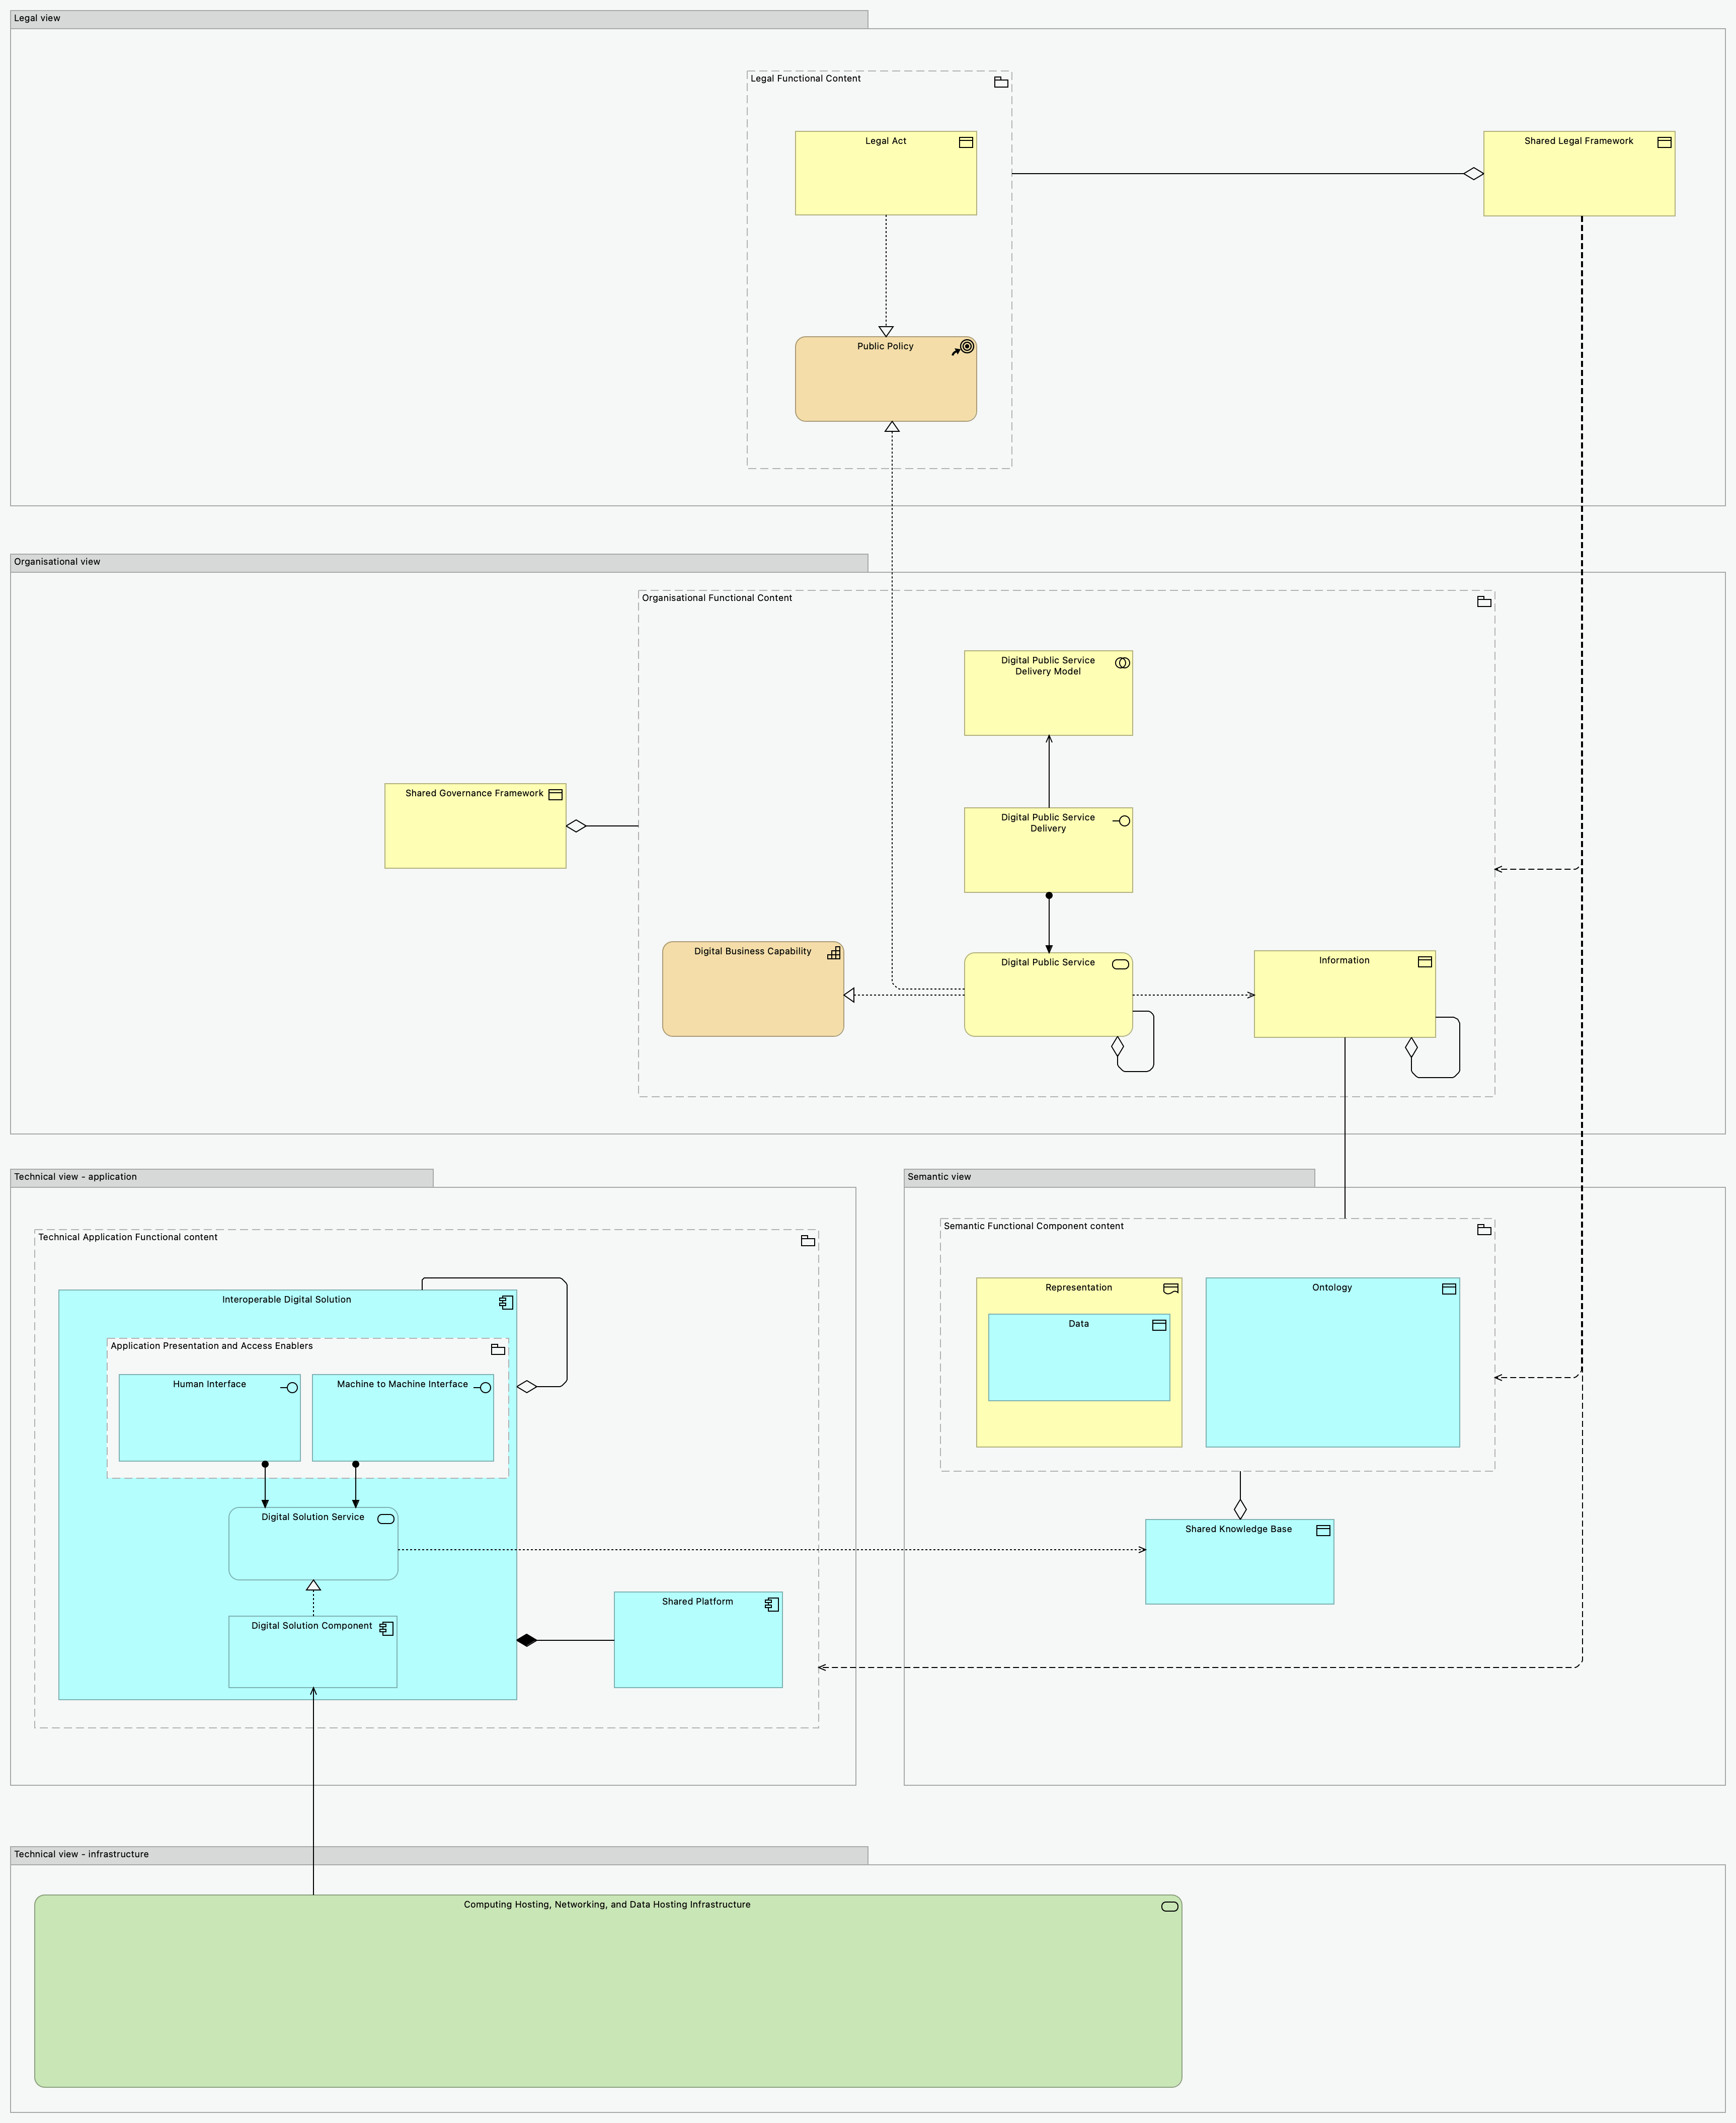 Legal view
Legal Functional Content
Legal Act
Shared Legal Framework
Public Policy
Organisational view
Organisational Functional Content
Digital Public Service
Delivery Model
Shared Governance Framework
Digital Public Service
Delivery
Digital Business Capability
Digital Public Service
Information
Technical view - application
Technical Application Functional content
Interoperable Digital Solution
Application Presentation and Access Enablers
Human Interface
Machine to Machine Interface
Digital Solution Service
Digital Solution Component
Shared Platform
Semantic view
Semantic Functional Component content
Representation
Data
Ontology
Shared Knowledge Base
Technical view - infrastructure
Computing Hosting, Networking, and Data Hosting Infrastructure